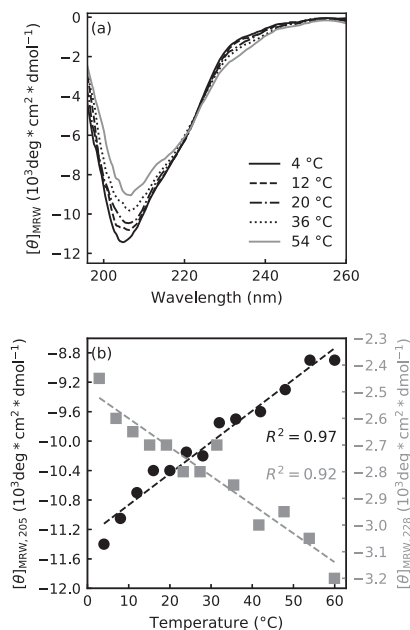 (a)
0
−2
−4
−6
−8
−10
−12
[θ]MRW (10³deg * cm² * dmol⁻¹)
4 °C
12 °C
20 °C
36 °C
54 °C
200 220 240 260
Wavelength (nm)
(b)
−8.8
−9.2
−9.6
−10.0
−10.4
−10.8
−11.2
−11.6
−12.0
[θ]MRW, 205 (10³deg * cm² * dmol⁻¹)
R² = 0.97
R² = 0.92
−2.3
−2.4
−2.5
−2.6
−2.7
−2.8
−2.9
−3.0
−3.1
−3.2
[θ]MRW, 228 (10³deg * cm² * dmol⁻¹)
0 10 20 30 40 50 60
Temperature (°C)